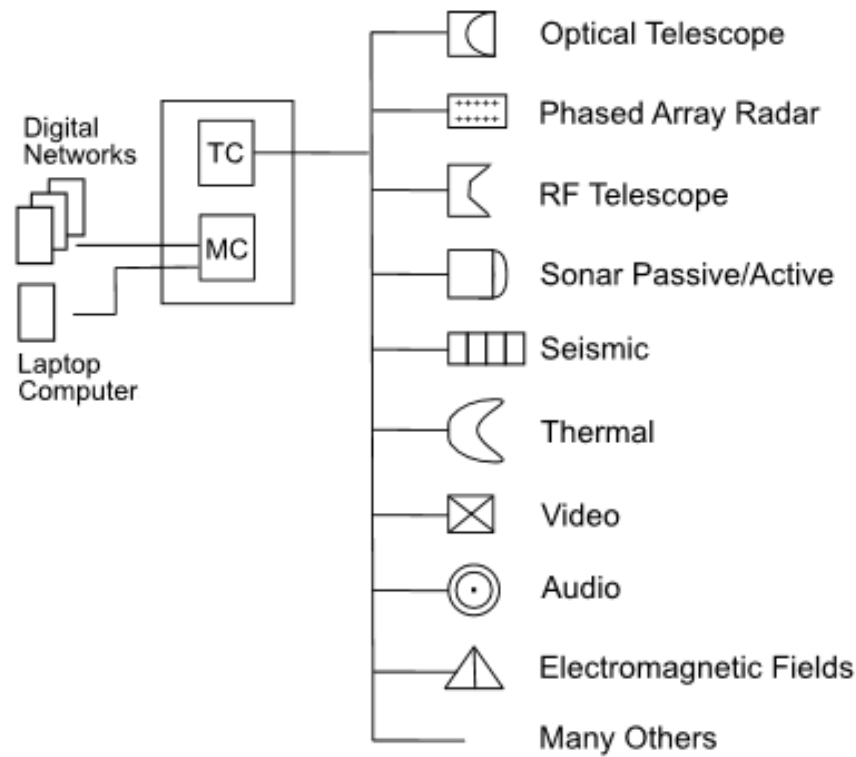 Digital
Networks
TC
MC
Laptop
Computer
Optical Telescope
Phased Array Radar
RF Telescope
Sonar Passive/Active
Seismic
Thermal
Video
Audio
Electromagnetic Fields
Many Others